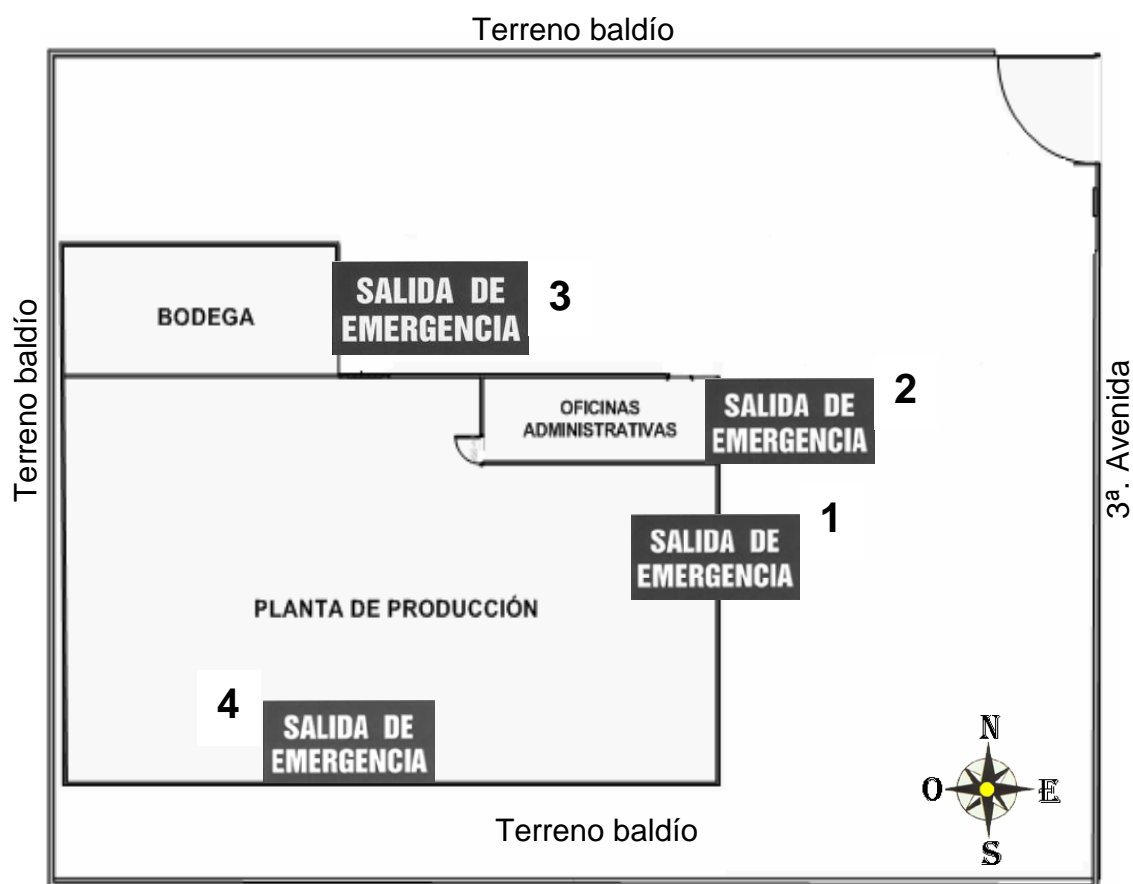 Terreno baldío
BODEGA
SALIDA DE
EMERGENCIA
3
Terreno baldío
OFICINAS
ADMINISTRATIVAS
SALIDA DE
EMERGENCIA
2
3ª. Avenida
SALIDA DE
EMERGENCIA
1
PLANTA DE PRODUCCIÓN
4
SALIDA DE
EMERGENCIA
N
O
E
S
Terreno baldío